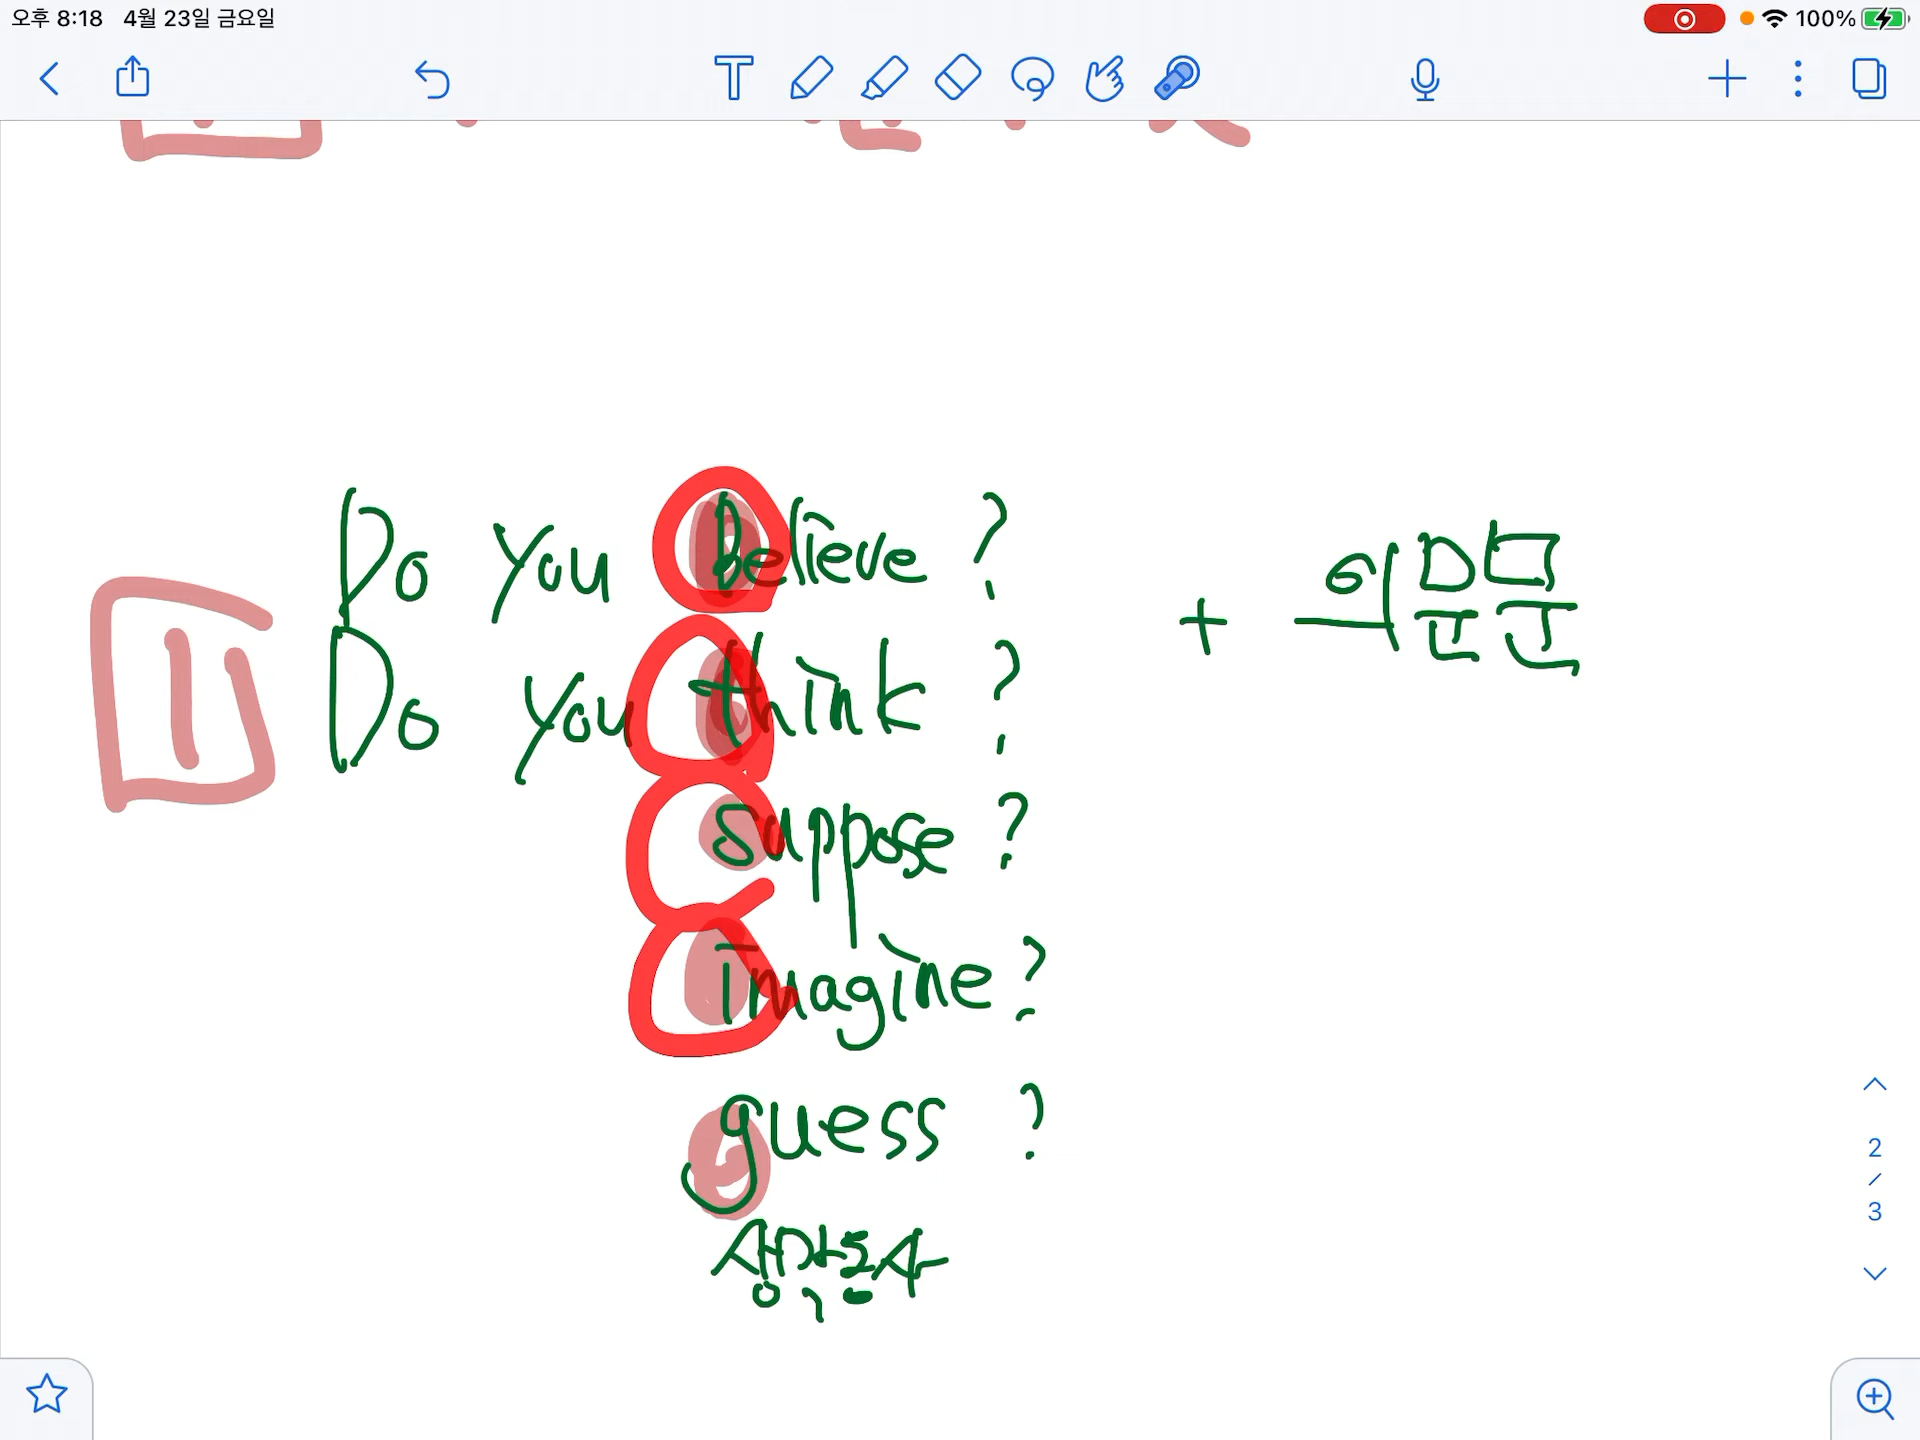 오후 8:18 4월 23일 금요일
100%
Do you Believe ?
1 Do you think ? + 의문문
suppose ?
imagine ?
guess ?
생각동사
2
/
3